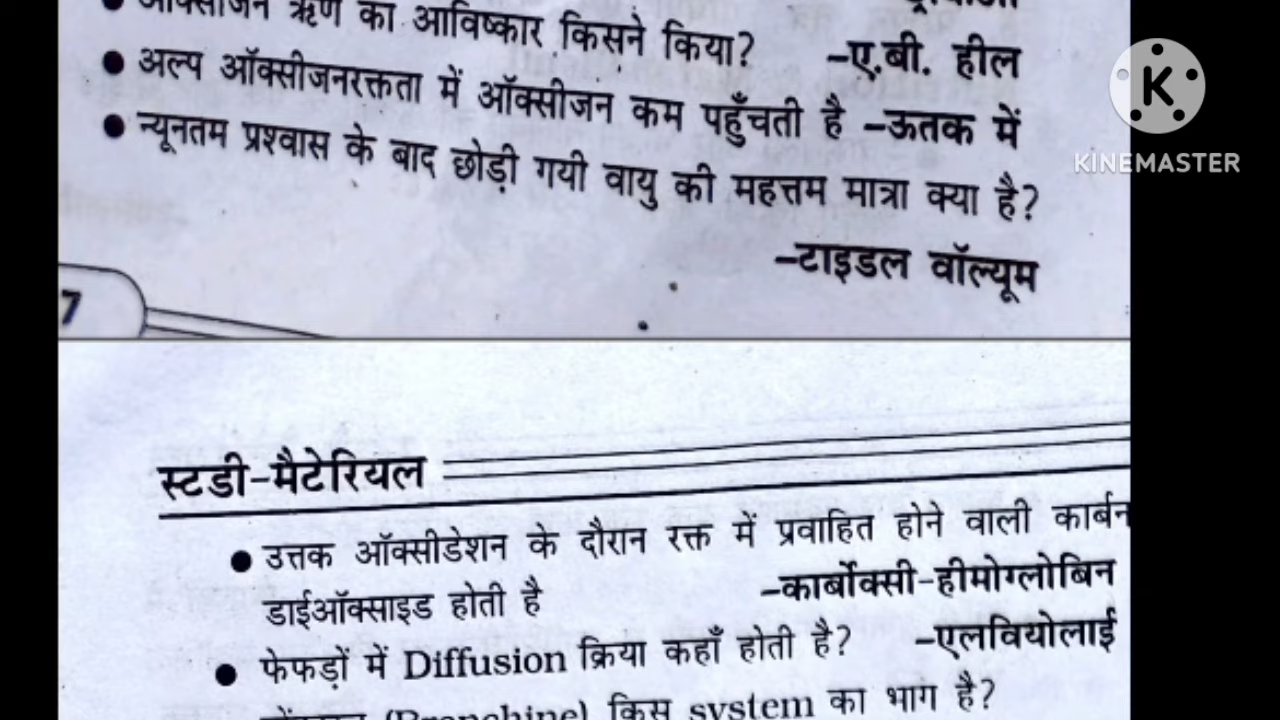 ऋण का आविष्कार किसने किया? –ए.बी. हील
● अल्प ऑक्सीजनरक्तता में ऑक्सीजन कम पहुँचती है –ऊतक में
● न्यूनतम प्रश्वास के बाद छोड़ी गयी वायु की महत्तम मात्रा क्या है?
–टाइडल वॉल्यूम
7
स्टडी-मैटेरियल
● उत्तक ऑक्सीडेशन के दौरान रक्त में प्रवाहित होने वाली कार्बन
डाईऑक्साइड होती है –कार्बोक्सी-हीमोग्लोबिन
● फेफड़ों में Diffusion क्रिया कहाँ होती है? –एलवियोलाई
किस system का भाग है?
K
KINEMASTER